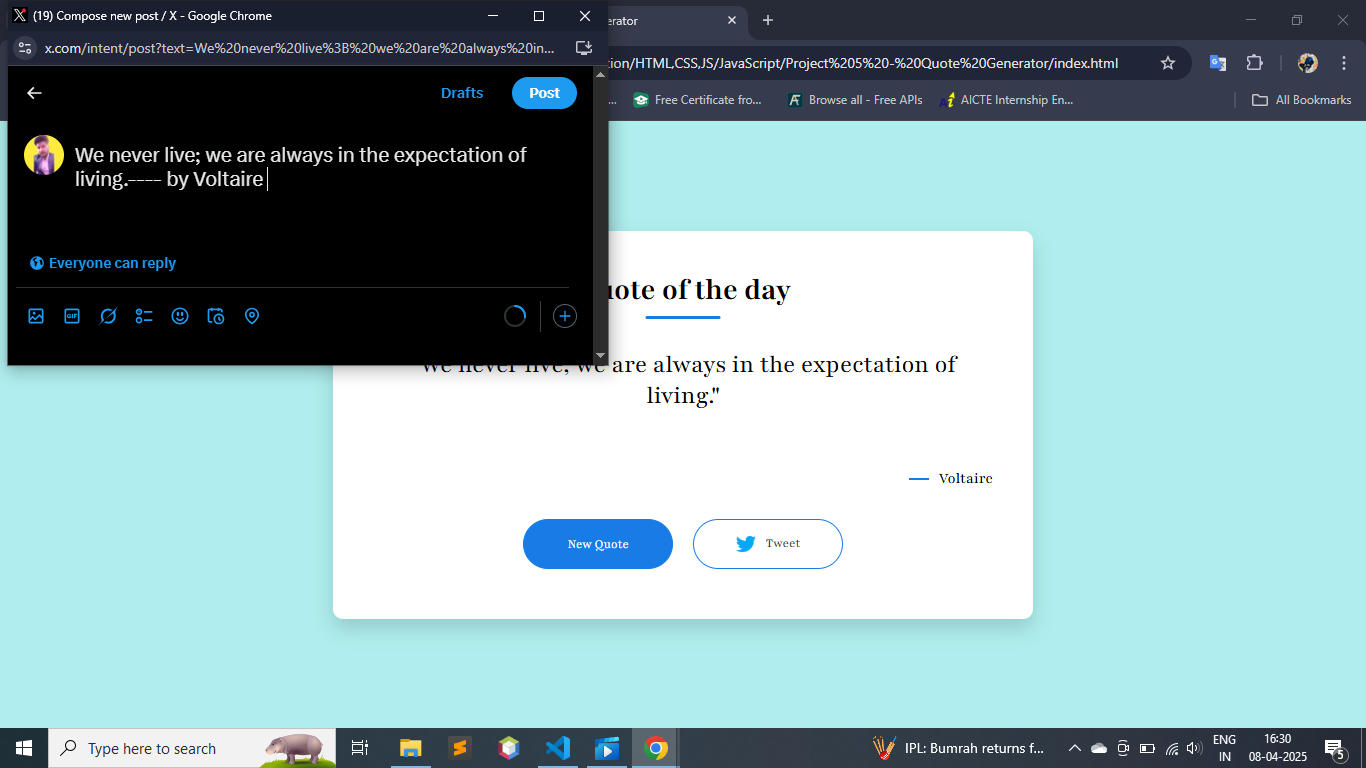 (19) Compose new post / X - Google Chrome
x.com/intent/post?text=We%20never%20live%3B%20we%20are%20always%20in...
Drafts
Post
We never live; we are always in the expectation of
living.---- by Voltaire
Everyone can reply
GIF
erator
tion/HTML,CSS,JS/JavaScript/Project%205%20-%20Quote%20Generator/index.html
... Free Certificate fro...
Browse all - Free APIs
AICTE Internship En...
All Bookmarks
uote of the day
We never live; we are always in the expectation of
living."
Voltaire
New Quote
Tweet
Type here to search
IPL: Bumrah returns f...
ENG
IN
16:30
08-04-2025
5